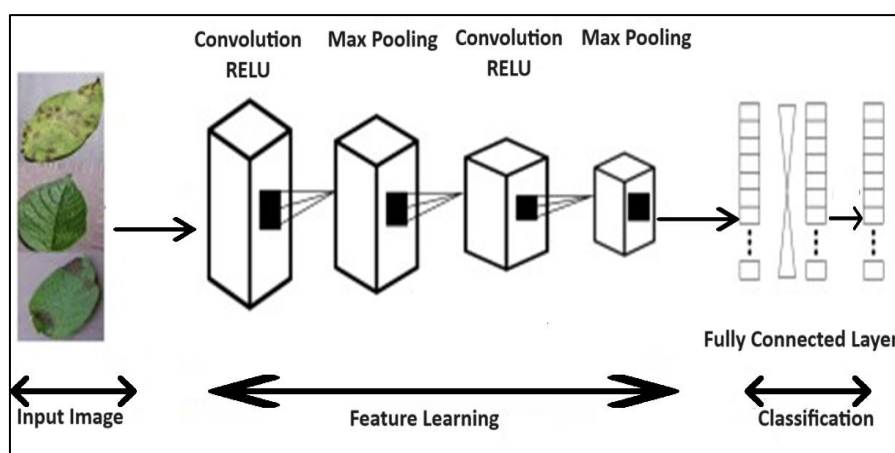 Convolution
RELU
Max Pooling
Convolution
RELU
Max Pooling
Fully Connected Layer
Input Image
Feature Learning
Classification